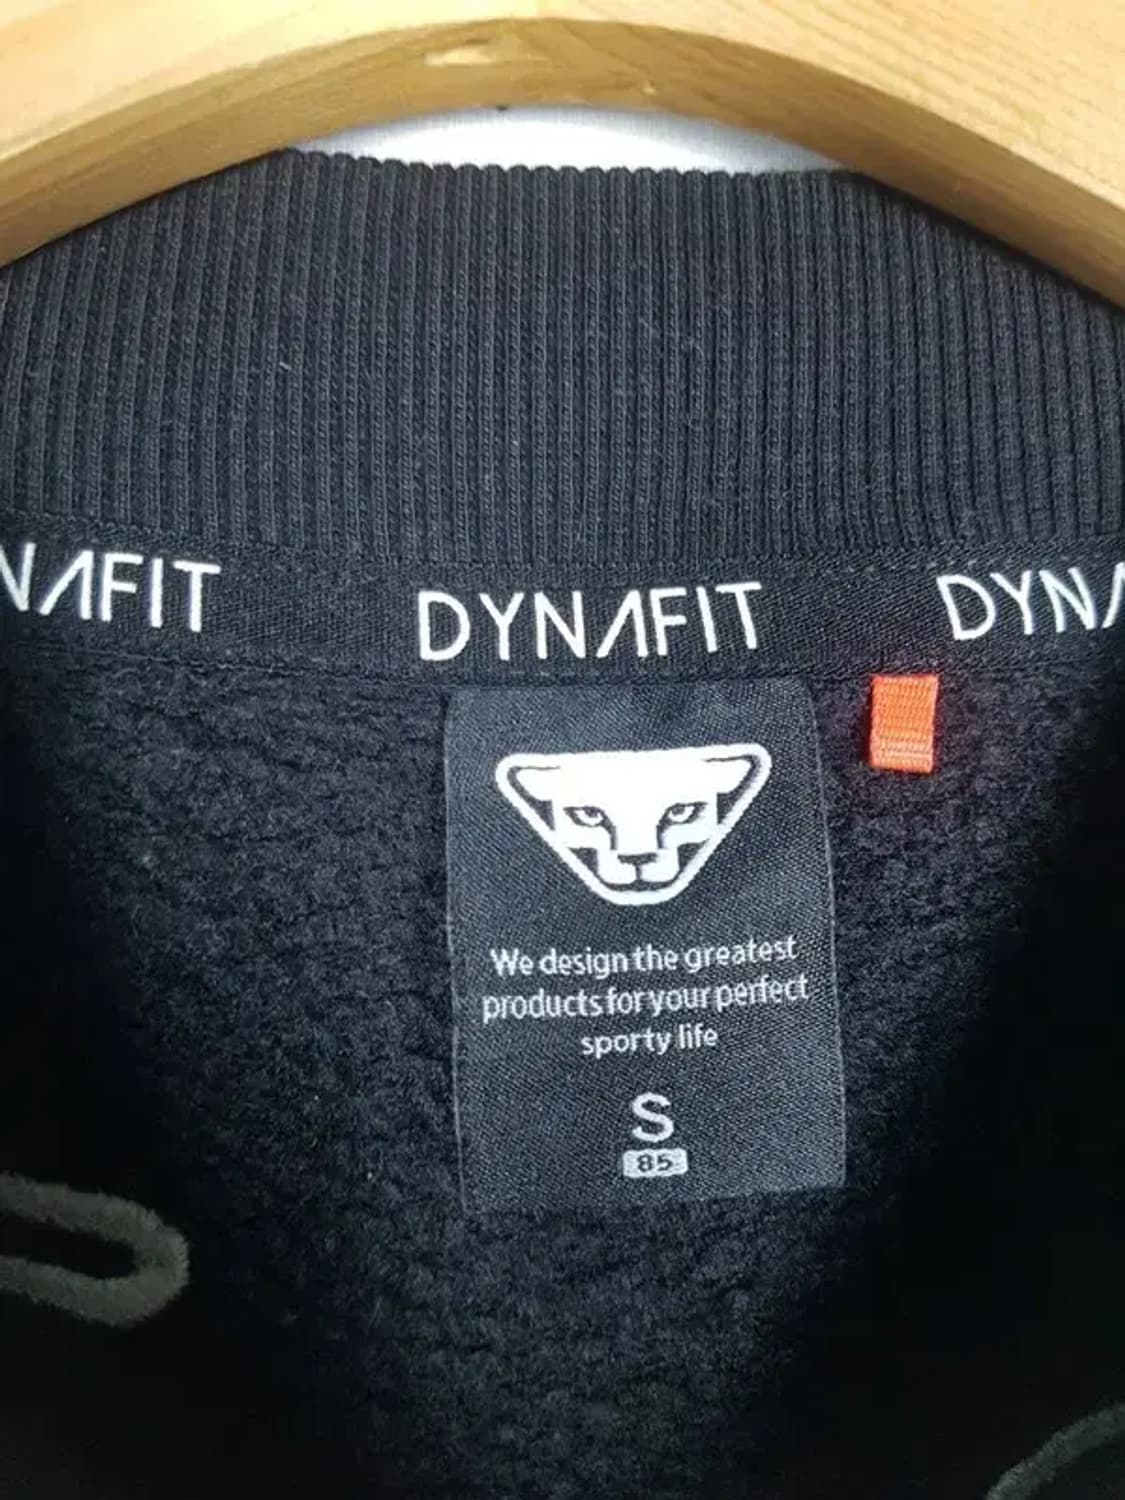 NAFIT DYNAFIT DYNA
We design the greatest
products for your perfect
sporty life
S
85